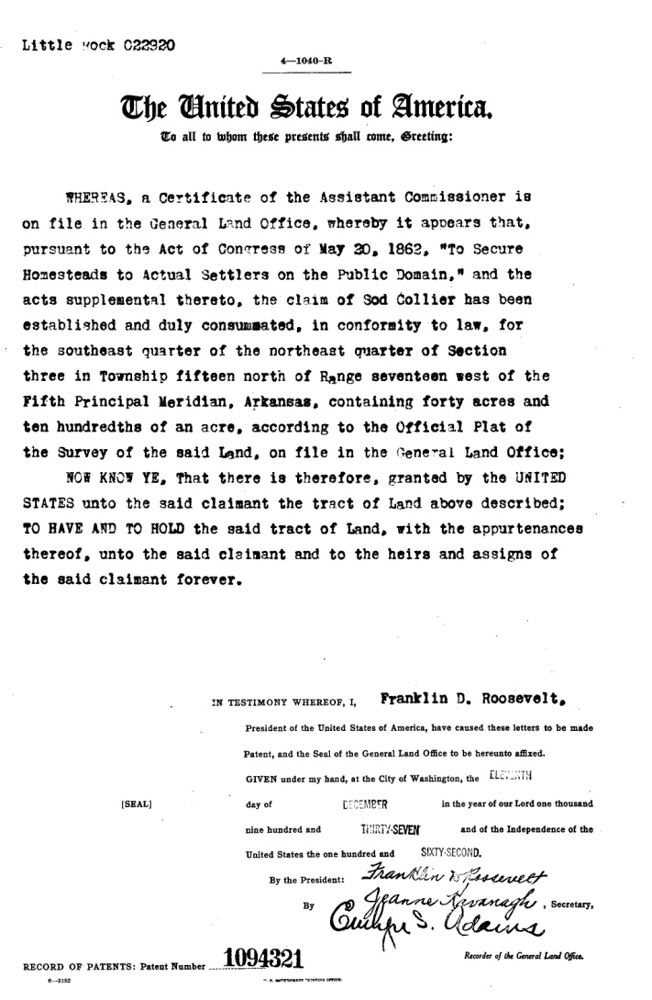 Little Rock 022920
4—1040-R
The United States of America,
To all to whom these presents shall come, Greeting:
WHEREAS, a Certificate of the Assistant Commissioner is
on file in the General Land Office, whereby it appears that,
pursuant to the Act of Congress of May 20, 1862, "To Secure
Homesteads to Actual Settlers on the Public Domain," and the
acts supplemental thereto, the claim of Sod Collier has been
established and duly consummated, in conformity to law, for
the southeast quarter of the northeast quarter of Section
three in Township fifteen north of Range seventeen west of the
Fifth Principal Meridian, Arkansas, containing forty acres and
ten hundredths of an acre, according to the Official Plat of
the Survey of the said Land, on file in the General Land Office;
NOW KNOW YE, That there is therefore, granted by the UNITED
STATES unto the said claimant the tract of Land above described;
TO HAVE AND TO HOLD the said tract of Land, with the appurtenances
thereof, unto the said claimant and to the heirs and assigns of
the said claimant forever.
IN TESTIMONY WHEREOF, I, Franklin D. Roosevelt,
President of the United States of America, have caused these letters to be made
Patent, and the Seal of the General Land Office to be hereunto affixed.
GIVEN under my hand, at the City of Washington, the ELEVENTH
[SEAL] day of DECEMBER in the year of our Lord one thousand
nine hundred and THIRTY-SEVEN and of the Independence of the
United States the one hundred and SIXTY-SECOND.
By the President: Franklin D Roosevelt
By Jeanne Kavanagh, Secretary,
S. Adams
Recorder of the General Land Office.
RECORD OF PATENTS: Patent Number 1094321
6—2152 U. S. GOVERNMENT PRINTING OFFICE